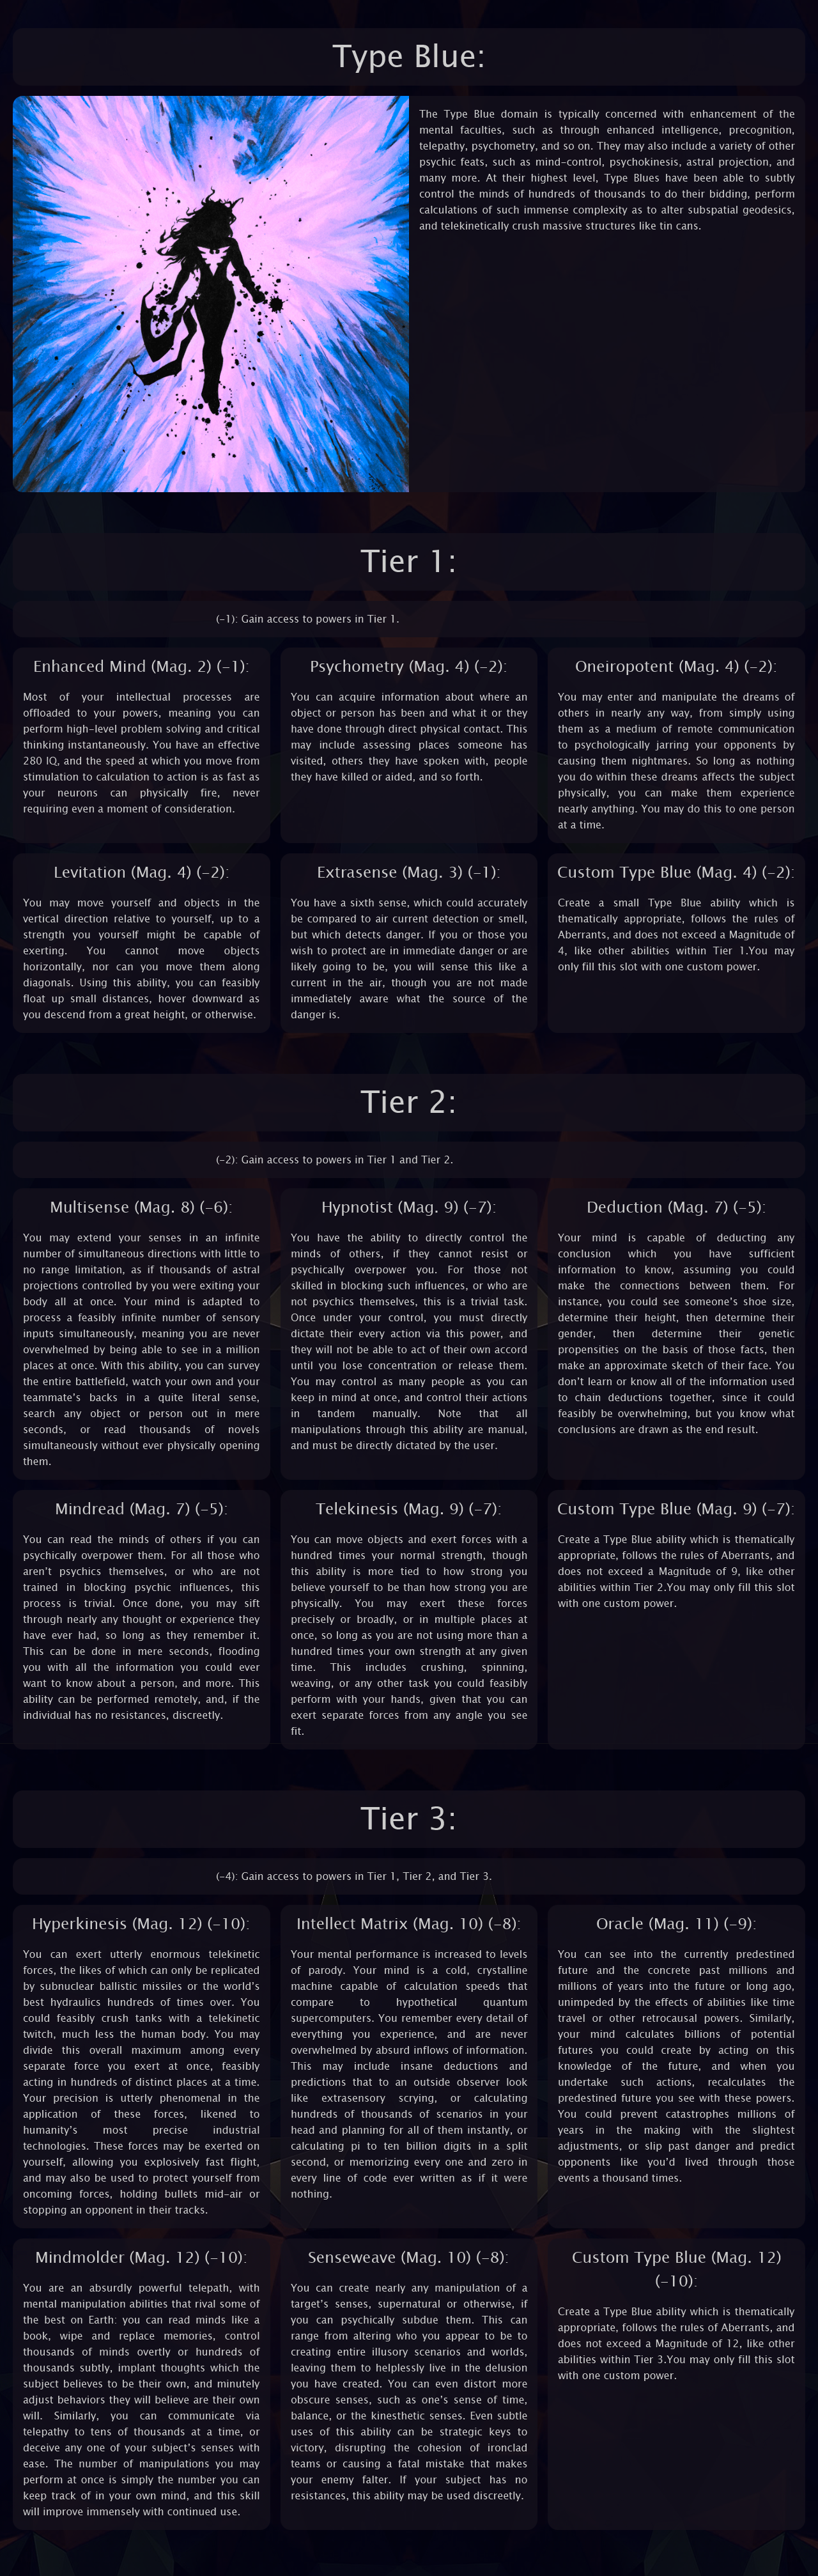 Type Blue:
The Type Blue domain is typically concerned with enhancement of the
mental faculties, such as through enhanced intelligence, precognition,
telepathy, psychometry, and so on. They may also include a variety of other
psychic feats, such as mind-control, psychokinesis, astral projection, and
many more. At their highest level, Type Blues have been able to subtly
control the minds of hundreds of thousands to do their bidding, perform
calculations of such immense complexity as to alter subspatial geodesics,
and telekinetically crush massive structures like tin cans.
Tier 1:
(-1): Gain access to powers in Tier 1.
Enhanced Mind (Mag. 2) (-1):
Most of your intellectual processes are
offloaded to your powers, meaning you can
perform high-level problem solving and critical
thinking instantaneously. You have an effective
280 IQ, and the speed at which you move from
stimulation to calculation to action is as fast as
your neurons can physically fire, never
requiring even a moment of consideration.
Psychometry (Mag. 4) (-2):
You can acquire information about where an
object or person has been and what it or they
have done through direct physical contact. This
may include assessing places someone has
visited, others they have spoken with, people
they have killed or aided, and so forth.
Oneiropotent (Mag. 4) (-2):
You may enter and manipulate the dreams of
others in nearly any way, from simply using
them as a medium of remote communication
to psychologically jarring your opponents by
causing them nightmares. So long as nothing
you do within these dreams affects the subject
physically, you can make them experience
nearly anything. You may do this to one person
at a time.
Levitation (Mag. 4) (-2):
You may move yourself and objects in the
vertical direction relative to yourself, up to a
strength you yourself might be capable of
exerting. You cannot move objects
horizontally, nor can you move them along
diagonals. Using this ability, you can feasibly
float up small distances, hover downward as
you descend from a great height, or otherwise.
Extrasense (Mag. 3) (-1):
You have a sixth sense, which could accurately
be compared to air current detection or smell,
but which detects danger. If you or those you
wish to protect are in immediate danger or are
likely going to be, you will sense this like a
current in the air, though you are not made
immediately aware what the source of the
danger is.
Custom Type Blue (Mag. 4) (-2):
Create a small Type Blue ability which is
thematically appropriate, follows the rules of
Aberrants, and does not exceed a Magnitude of
4, like other abilities within Tier 1.You may
only fill this slot with one custom power.
Tier 2:
(-2): Gain access to powers in Tier 1 and Tier 2.
Multisense (Mag. 8) (-6):
You may extend your senses in an infinite
number of simultaneous directions with little to
no range limitation, as if thousands of astral
projections controlled by you were exiting your
body all at once. Your mind is adapted to
process a feasibly infinite number of sensory
inputs simultaneously, meaning you are never
overwhelmed by being able to see in a million
places at once. With this ability, you can survey
the entire battlefield, watch your own and your
teammate's backs in a quite literal sense,
search any object or person out in mere
seconds, or read thousands of novels
simultaneously without ever physically opening
them.
Hypnotist (Mag. 9) (-7):
You have the ability to directly control the
minds of others, if they cannot resist or
psychically overpower you. For those not
skilled in blocking such influences, or who are
not psychics themselves, this is a trivial task.
Once under your control, you must directly
dictate their every action via this power, and
they will not be able to act of their own accord
until you lose concentration or release them.
You may control as many people as you can
keep in mind at once, and control their actions
in tandem manually. Note that all
manipulations through this ability are manual,
and must be directly dictated by the user.
Deduction (Mag. 7) (-5):
Your mind is capable of deducting any
conclusion which you have sufficient
information to know, assuming you could
make the connections between them. For
instance, you could see someone's shoe size,
determine their height, then determine their
gender, then determine their genetic
propensities on the basis of those facts, then
make an approximate sketch of their face. You
don't learn or know all of the information used
to chain deductions together, since it could
feasibly be overwhelming, but you know what
conclusions are drawn as the end result.
Mindread (Mag. 7) (-5):
You can read the minds of others if you can
psychically overpower them. For all those who
aren't psychics themselves, or who are not
trained in blocking psychic influences, this
process is trivial. Once done, you may sift
through nearly any thought or experience they
have ever had, so long as they remember it.
This can be done in mere seconds, flooding
you with all the information you could ever
want to know about a person, and more. This
ability can be performed remotely, and, if the
individual has no resistances, discreetly.
Telekinesis (Mag. 9) (-7):
You can move objects and exert forces with a
hundred times your normal strength, though
this ability is more tied to how strong you
believe yourself to be than how strong you are
physically. You may exert these forces
precisely or broadly, or in multiple places at
once, so long as you are not using more than a
hundred times your own strength at any given
time. This includes crushing, spinning,
weaving, or any other task you could feasibly
perform with your hands, given that you can
exert separate forces from any angle you see
fit.
Custom Type Blue (Mag. 9) (-7):
Create a Type Blue ability which is thematically
appropriate, follows the rules of Aberrants, and
does not exceed a Magnitude of 9, like other
abilities within Tier 2.You may only fill this slot
with one custom power.
Tier 3:
(-4): Gain access to powers in Tier 1, Tier 2, and Tier 3.
Hyperkinesis (Mag. 12) (-10):
You can exert utterly enormous telekinetic
forces, the likes of which can only be replicated
by subnuclear ballistic missiles or the world's
best hydraulics hundreds of times over. You
could feasibly crush tanks with a telekinetic
twitch, much less the human body. You may
divide this overall maximum among every
separate force you exert at once, feasibly
acting in hundreds of distinct places at a time.
Your precision is utterly phenomenal in the
application of these forces, likened to
humanity's most precise industrial
technologies. These forces may be exerted on
yourself, allowing you explosively fast flight,
and may also be used to protect yourself from
oncoming forces, holding bullets mid-air or
stopping an opponent in their tracks.
Intellect Matrix (Mag. 10) (-8):
Your mental performance is increased to levels
of parody. Your mind is a cold, crystalline
machine capable of calculation speeds that
compare to hypothetical quantum
supercomputers. You remember every detail of
everything you experience, and are never
overwhelmed by absurd inflows of information.
This may include insane deductions and
predictions that to an outside observer look
like extrasensory scrying, or calculating
hundreds of thousands of scenarios in your
head and planning for all of them instantly, or
calculating pi to ten billion digits in a split
second, or memorizing every one and zero in
every line of code ever written as if it were
nothing.
Oracle (Mag. 11) (-9):
You can see into the currently predestined
future and the concrete past millions and
millions of years into the future or long ago,
unimpeded by the effects of abilities like time
travel or other retrocausal powers. Similarly,
your mind calculates billions of potential
futures you could create by acting on this
knowledge of the future, and when you
undertake such actions, recalculates the
predestined future you see with these powers.
You could prevent catastrophes millions of
years in the making with the slightest
adjustments, or slip past danger and predict
opponents like you'd lived through those
events a thousand times.
Mindmolder (Mag. 12) (-10):
You are an absurdly powerful telepath, with
mental manipulation abilities that rival some of
the best on Earth: you can read minds like a
book, wipe and replace memories, control
thousands of minds overtly or hundreds of
thousands subtly, implant thoughts which the
subject believes to be their own, and minutely
adjust behaviors they will believe are their own
will. Similarly, you can communicate via
telepathy to tens of thousands at a time, or
deceive any one of your subject's senses with
ease. The number of manipulations you may
perform at once is simply the number you can
keep track of in your own mind, and this skill
will improve immensely with continued use.
Senseweave (Mag. 10) (-8):
You can create nearly any manipulation of a
target's senses, supernatural or otherwise, if
you can psychically subdue them. This can
range from altering who you appear to be to
creating entire illusory scenarios and worlds,
leaving them to helplessly live in the delusion
you have created. You can even distort more
obscure senses, such as one's sense of time,
balance, or the kinesthetic senses. Even subtle
uses of this ability can be strategic keys to
victory, disrupting the cohesion of ironclad
teams or causing a fatal mistake that makes
your enemy falter. If your subject has no
resistances, this ability may be used discreetly.
Custom Type Blue (Mag. 12)
(-10):
Create a Type Blue ability which is thematically
appropriate, follows the rules of Aberrants, and
does not exceed a Magnitude of 12, like other
abilities within Tier 3.You may only fill this slot
with one custom power.